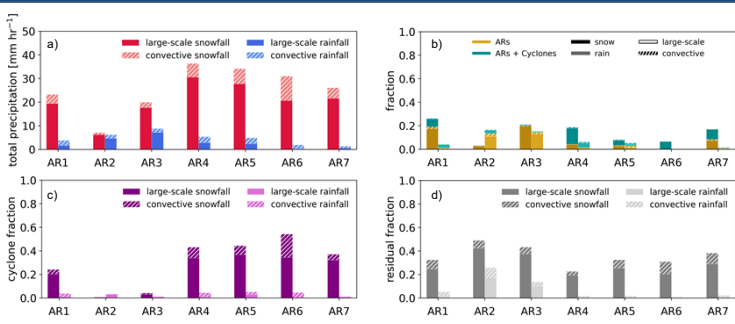 a)
large-scale snowfall
large-scale rainfall
convective snowfall
convective rainfall
total precipitation [mm hr⁻¹]
50
40
30
20
10
0
AR1 AR2 AR3 AR4 AR5 AR6 AR7
b)
ARs
snow
large-scale
ARs + Cyclones
rain
convective
fraction
1.0
0.8
0.6
0.4
0.2
0.0
AR1 AR2 AR3 AR4 AR5 AR6 AR7
c)
large-scale snowfall
large-scale rainfall
convective snowfall
convective rainfall
cyclone fraction
1.0
0.8
0.6
0.4
0.2
0.0
AR1 AR2 AR3 AR4 AR5 AR6 AR7
d)
large-scale snowfall
large-scale rainfall
convective snowfall
convective rainfall
residual fraction
1.0
0.8
0.6
0.4
0.2
0.0
AR1 AR2 AR3 AR4 AR5 AR6 AR7